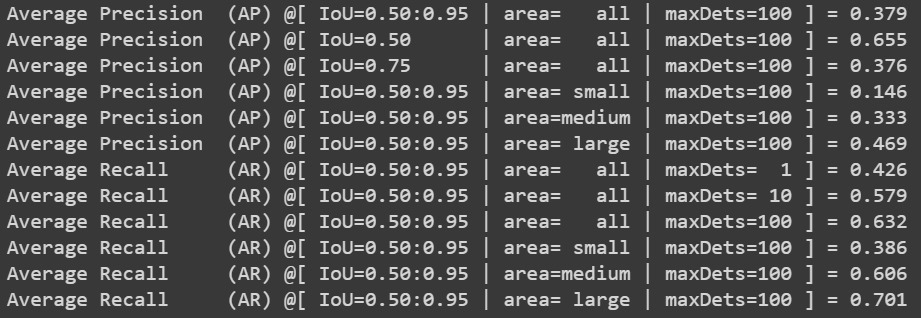 Average Precision  (AP) @[ IoU=0.50:0.95 | area=   all | maxDets=100 ] = 0.379
Average Precision  (AP) @[ IoU=0.50      | area=   all | maxDets=100 ] = 0.655
Average Precision  (AP) @[ IoU=0.75      | area=   all | maxDets=100 ] = 0.376
Average Precision  (AP) @[ IoU=0.50:0.95 | area= small | maxDets=100 ] = 0.146
Average Precision  (AP) @[ IoU=0.50:0.95 | area=medium | maxDets=100 ] = 0.333
Average Precision  (AP) @[ IoU=0.50:0.95 | area= large | maxDets=100 ] = 0.469
Average Recall     (AR) @[ IoU=0.50:0.95 | area=   all | maxDets=  1 ] = 0.426
Average Recall     (AR) @[ IoU=0.50:0.95 | area=   all | maxDets= 10 ] = 0.579
Average Recall     (AR) @[ IoU=0.50:0.95 | area=   all | maxDets=100 ] = 0.632
Average Recall     (AR) @[ IoU=0.50:0.95 | area= small | maxDets=100 ] = 0.386
Average Recall     (AR) @[ IoU=0.50:0.95 | area=medium | maxDets=100 ] = 0.606
Average Recall     (AR) @[ IoU=0.50:0.95 | area= large | maxDets=100 ] = 0.701